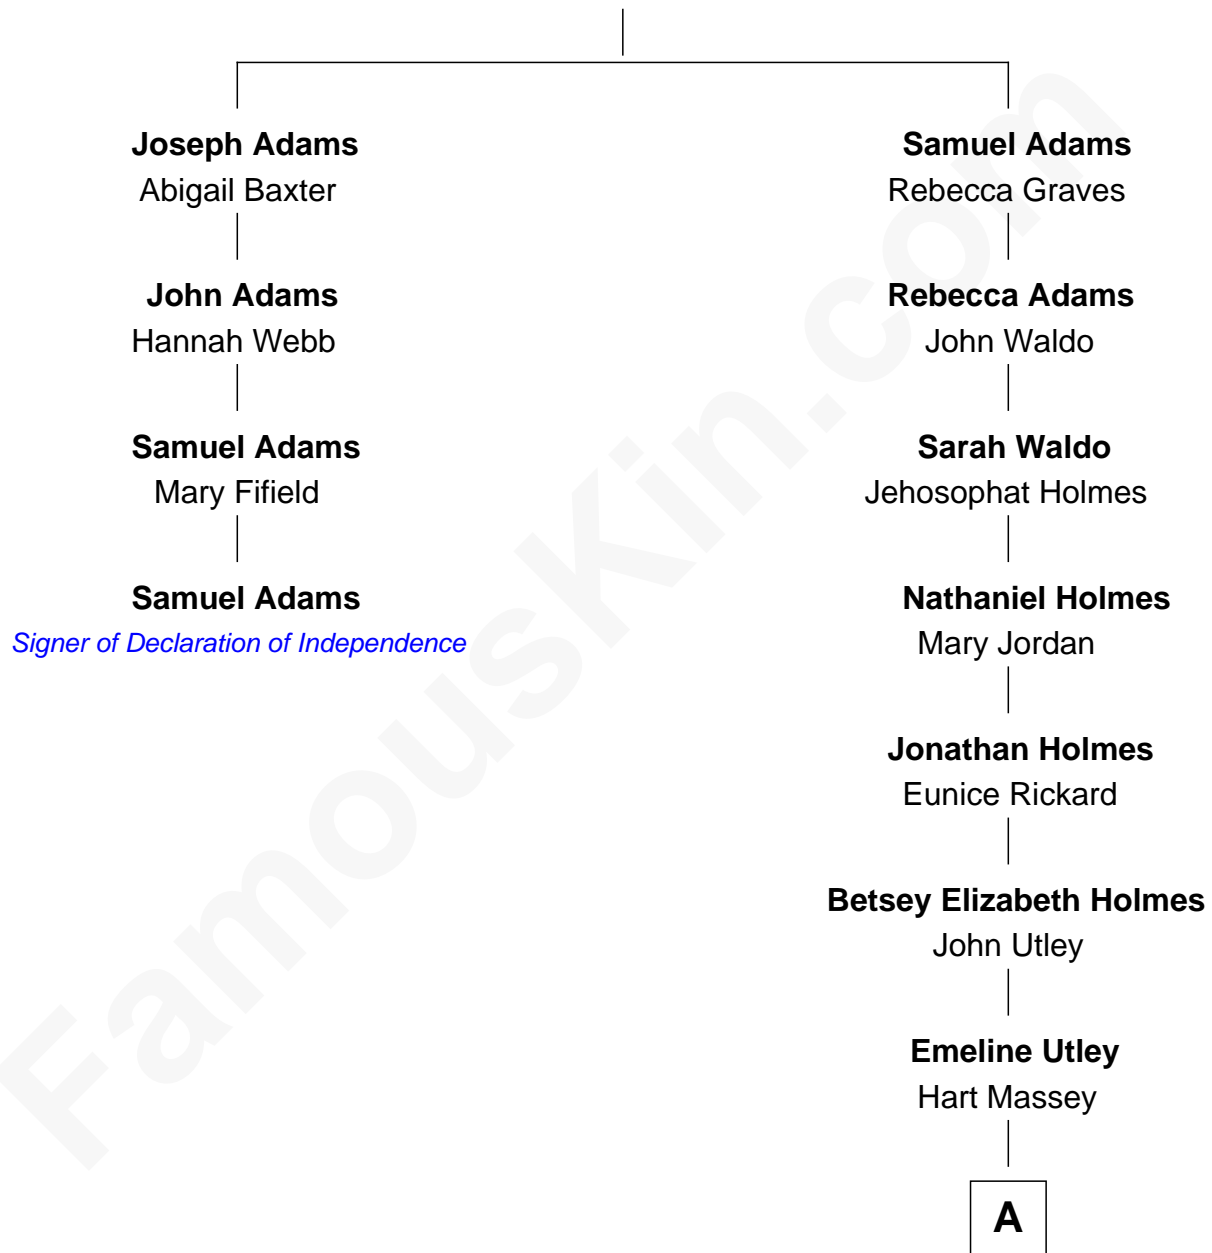 Joseph Adams
Abigail Baxter
John Adams
Hannah Webb
Samuel Adams
Mary Fifield
Samuel Adams
Signer of Declaration of Independence
Samuel Adams
Rebecca Graves
Rebecca Adams
John Waldo
Sarah Waldo
Jehosophat Holmes
Nathaniel Holmes
Mary Jordan
Jonathan Holmes
Eunice Rickard
Betsey Elizabeth Holmes
John Utley
Emeline Utley
Hart Massey
A
FamousKin.com